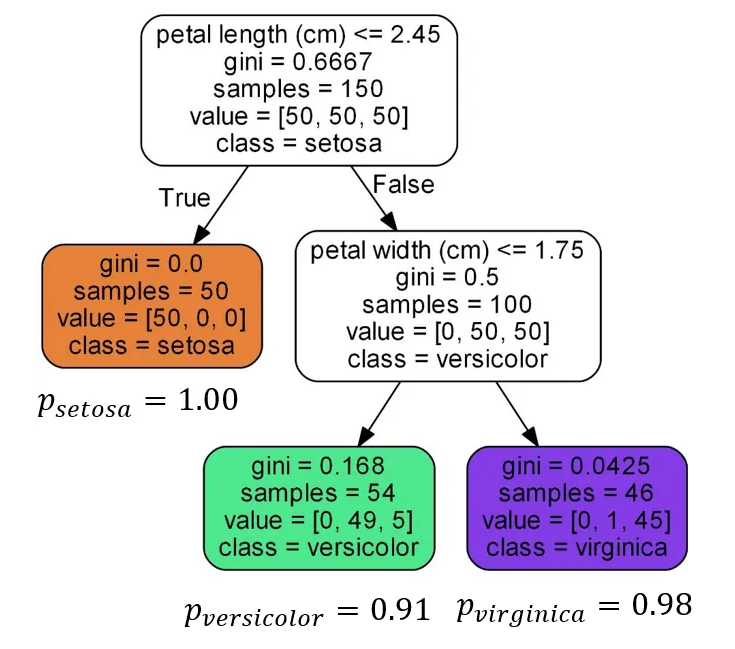 petal length (cm) <= 2.45
gini = 0.6667
samples = 150
value = [50, 50, 50]
class = setosa
True
False
gini = 0.0
samples = 50
value = [50, 0, 0]
class = setosa
p_setosa = 1.00
petal width (cm) <= 1.75
gini = 0.5
samples = 100
value = [0, 50, 50]
class = versicolor
gini = 0.168
samples = 54
value = [0, 49, 5]
class = versicolor
p_versicolor = 0.91
gini = 0.0425
samples = 46
value = [0, 1, 45]
class = virginica
p_virginica = 0.98